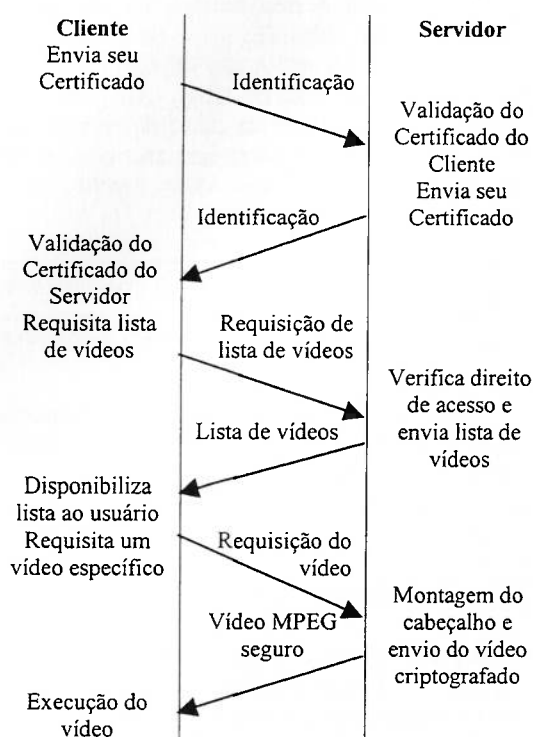 Cliente
Envia seu
Certificado
Servidor
Identificação
Validação do
Certificado do
Cliente
Envia seu
Certificado
Identificação
Validação do
Certificado do
Servidor
Requisita lista
de vídeos
Requisição de
lista de vídeos
Verifica direito
de acesso e
envia lista de
vídeos
Lista de vídeos
Disponibiliza
lista ao usuário
Requisita um
vídeo específico
Requisição do
vídeo
Montagem do
cabeçalho e
envio do vídeo
criptografado
Vídeo MPEG
seguro
Execução do
vídeo